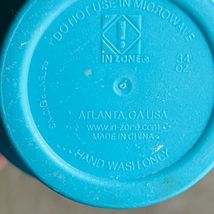 DO NOT USE IN MICROWAVE
IN ZONE®
34
OZ.
ATLANTA, GA USA
www.in-zone.com
MADE IN CHINA
HAND WASH ONLY